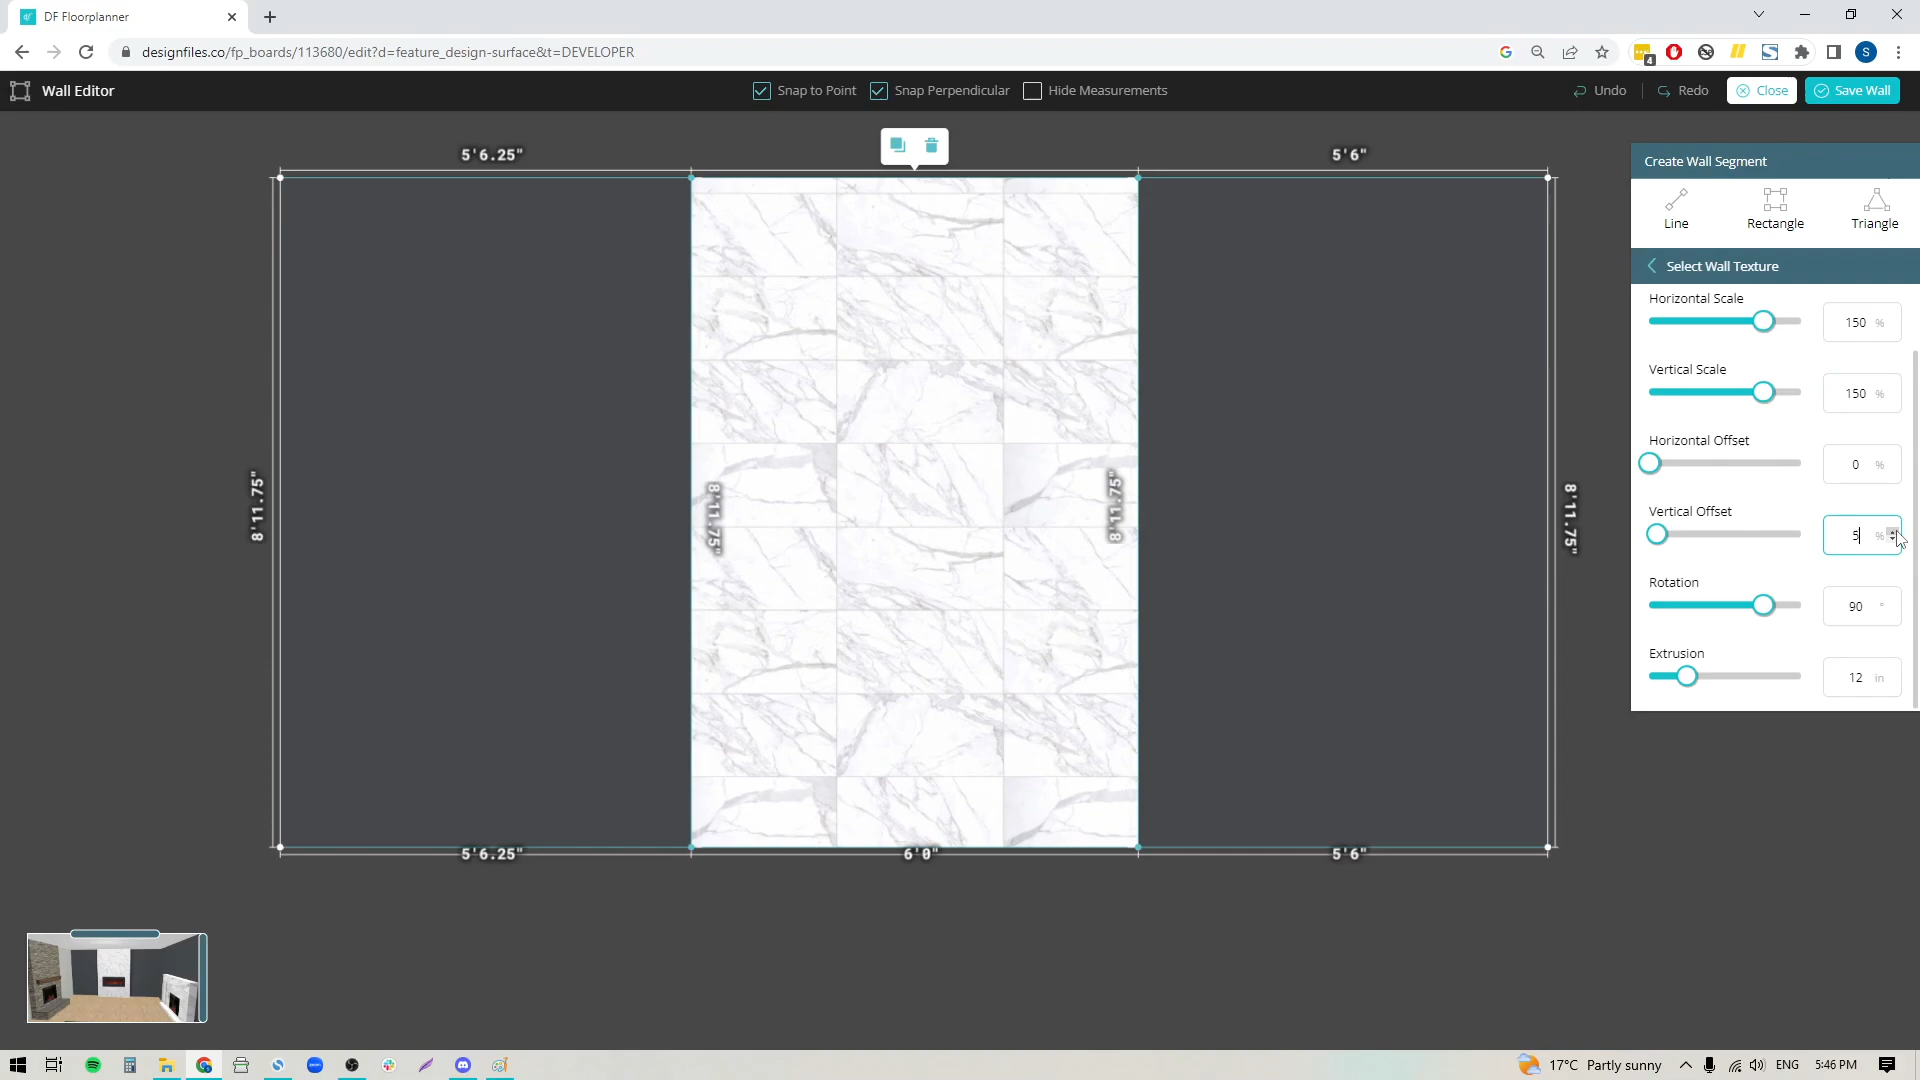 DF Floorplanner
designfiles.co/fp_boards/113680/edit?d=feature_design-surface&t=DEVELOPER
4
S
Wall Editor
Snap to Point
Snap Perpendicular
Hide Measurements
Undo
Redo
Close
Save Wall
5'6.25"
5'6"
8'11.75"
8'11.75"
8'11.75"
8'11.75"
5'6.25"
6'0"
5'6"
Create Wall Segment
Line
Rectangle
Triangle
Select Wall Texture
Horizontal Scale
150 %
Vertical Scale
150 %
Horizontal Offset
0 %
Vertical Offset
5 %
Rotation
90 °
Extrusion
12 in
17°C Partly sunny
ENG
5:46 PM